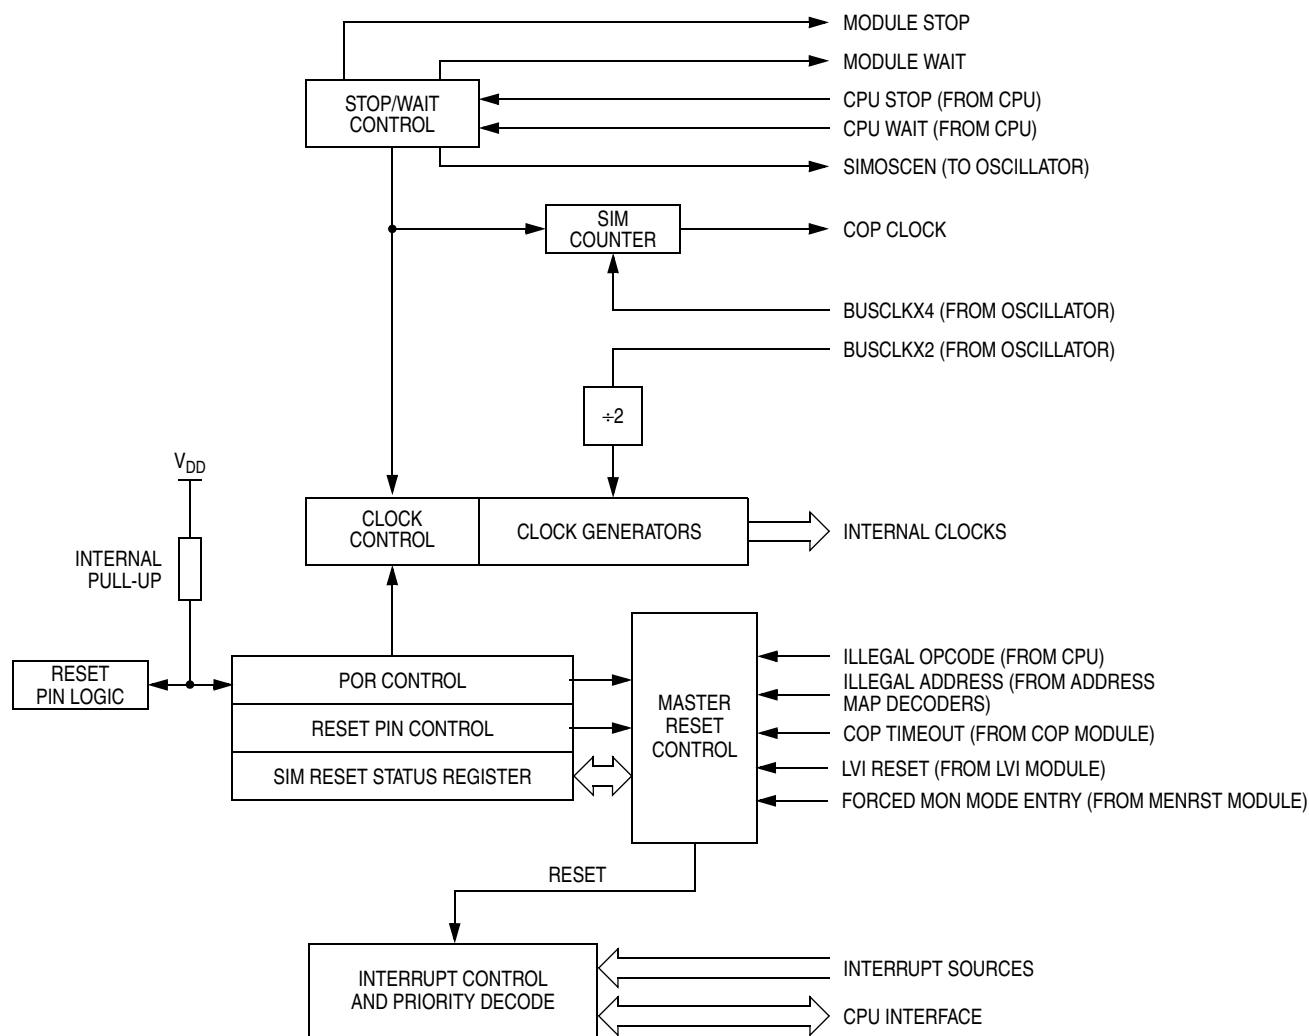 MODULE STOP
MODULE WAIT
STOP/WAIT
CONTROL
CPU STOP (FROM CPU)
CPU WAIT (FROM CPU)
SIMOSCEN (TO OSCILLATOR)
SIM
COUNTER
COP CLOCK
BUSCLKX4 (FROM OSCILLATOR)
BUSCLKX2 (FROM OSCILLATOR)
÷2
VDD
CLOCK
CONTROL
CLOCK GENERATORS
INTERNAL CLOCKS
INTERNAL
PULL-UP
RESET
PIN LOGIC
POR CONTROL
RESET PIN CONTROL
SIM RESET STATUS REGISTER
MASTER
RESET
CONTROL
ILLEGAL OPCODE (FROM CPU)
ILLEGAL ADDRESS (FROM ADDRESS
MAP DECODERS)
COP TIMEOUT (FROM COP MODULE)
LVI RESET (FROM LVI MODULE)
FORCED MON MODE ENTRY (FROM MENRST MODULE)
RESET
INTERRUPT CONTROL
AND PRIORITY DECODE
INTERRUPT SOURCES
CPU INTERFACE